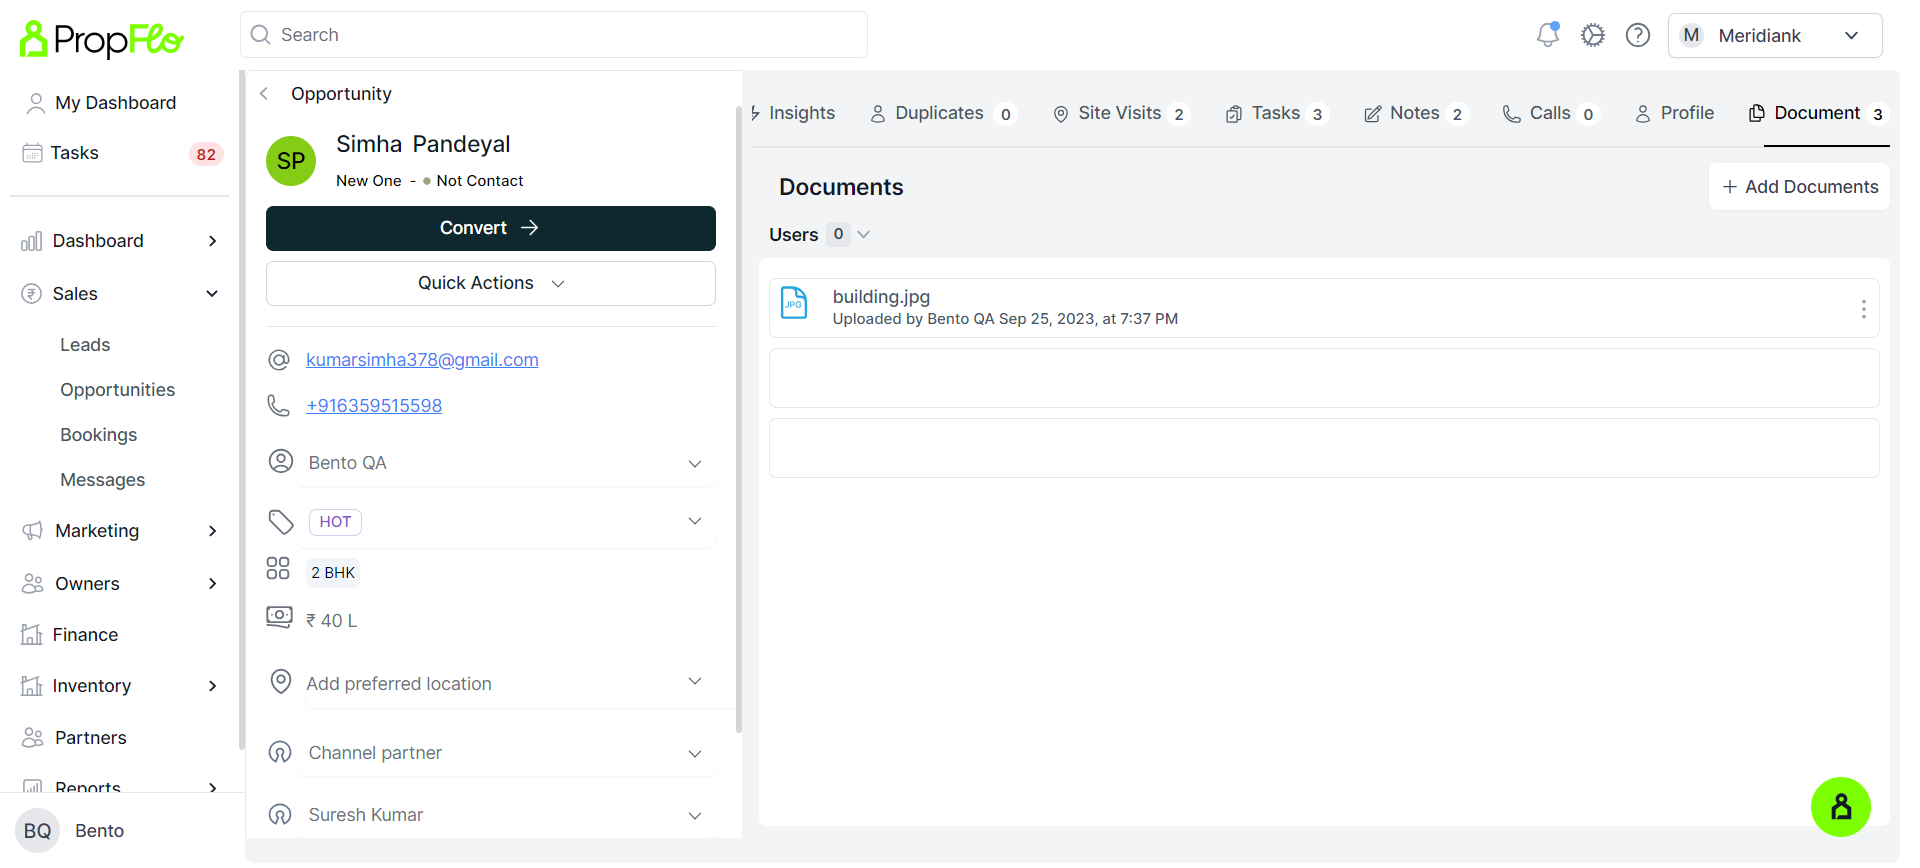 PropFlo
Search
M Meridiank
My Dashboard
Tasks 82
Dashboard
Sales
Leads
Opportunities
Bookings
Messages
Marketing
Owners
Finance
Inventory
Partners
Reports
BQ Bento
Opportunity
SP
Simha Pandeyal
New One - Not Contact
Convert
Quick Actions
kumarsimha378@gmail.com
+916359515598
Bento QA
HOT
2 BHK
₹ 40 L
Add preferred location
Channel partner
Suresh Kumar
Insights Duplicates 0 Site Visits 2 Tasks 3 Notes 2 Calls 0 Profile Document 3
Documents
+ Add Documents
Users 0
JPG
building.jpg
Uploaded by Bento QA Sep 25, 2023, at 7:37 PM